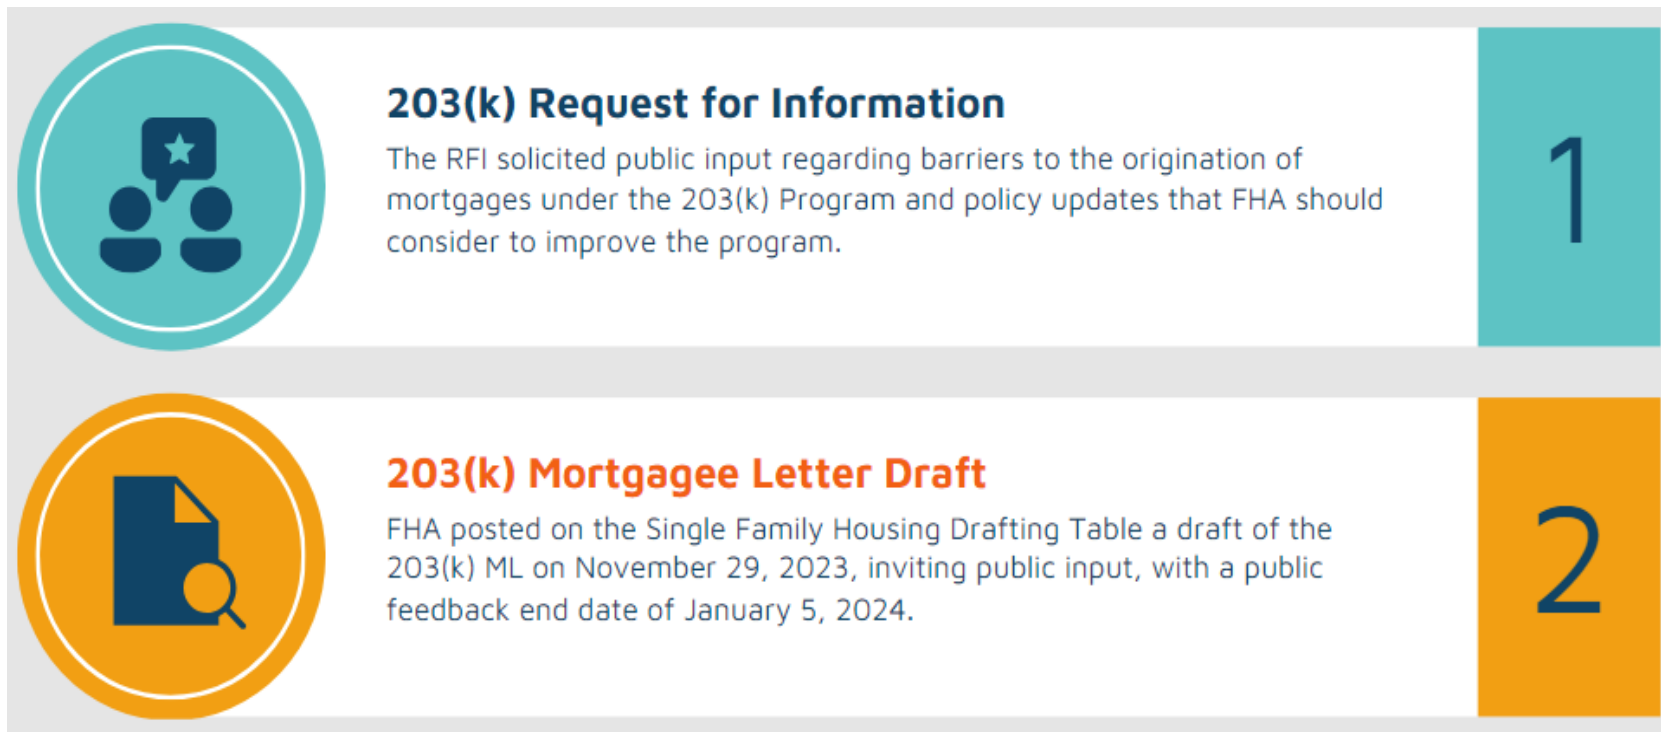 203(k) Request for Information
The RFI solicited public input regarding barriers to the origination of
mortgages under the 203(k) Program and policy updates that FHA should
consider to improve the program.
1
203(k) Mortgagee Letter Draft
FHA posted on the Single Family Housing Drafting Table a draft of the
203(k) ML on November 29, 2023, inviting public input, with a public
feedback end date of January 5, 2024.
2